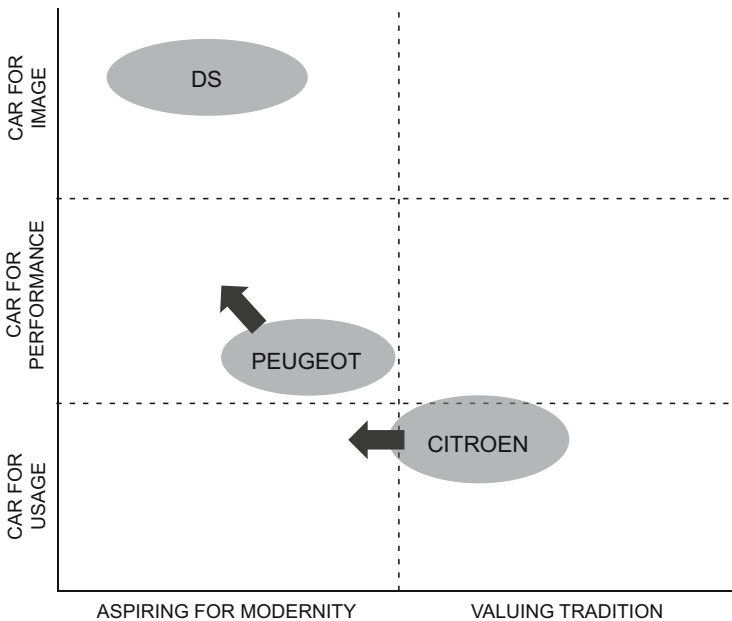 CAR FOR
IMAGE
DS
CAR FOR
PERFORMANCE
PEUGEOT
CAR FOR
USAGE
CITROEN
ASPIRING FOR MODERNITY
VALUING TRADITION